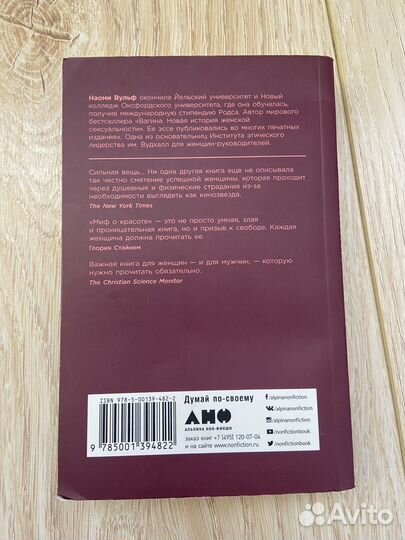 Наоми Вульф окончила Йельский университет и Новый
колледж Оксфордского университета, где она обучалась,
получив международную стипендию Родса. Автор мирового
бестселлера «Вагина. Новая история женской
сексуальности». Ее эссе публиковались во многих печатных
изданиях. Одна из основательниц Института этического
лидерства им. Вудхалл для женщин-руководителей.
Сильная вещь... Ни одна другая книга еще не описывала
так честно смятение успешной женщины, которая проходит
через душевные и физические страдания из-за
необходимости выглядеть как кинозвезда.
The New York Times
«Миф о красоте» — это не просто умная, злая
и проницательная книга, но и призыв к свободе. Каждая
женщина должна прочитать ее.
Глория Стайнем
Важная книга для женщин — и для мужчин, — которую
нужно прочитать обязательно.
The Christian Science Monitor
ISBN 978-5-00139-482-2
9 785001 394822
Думай по-своему
АНФ
АЛЬПИНА НОН-ФИКШН
заказ книг +7 (495) 120-07-04
и на сайте www.nonfiction.ru
/alpinanonfiction
/alpinanonfiction
/alpinanonfiction
/nonfictionbook
/nonfictionbook
Avito